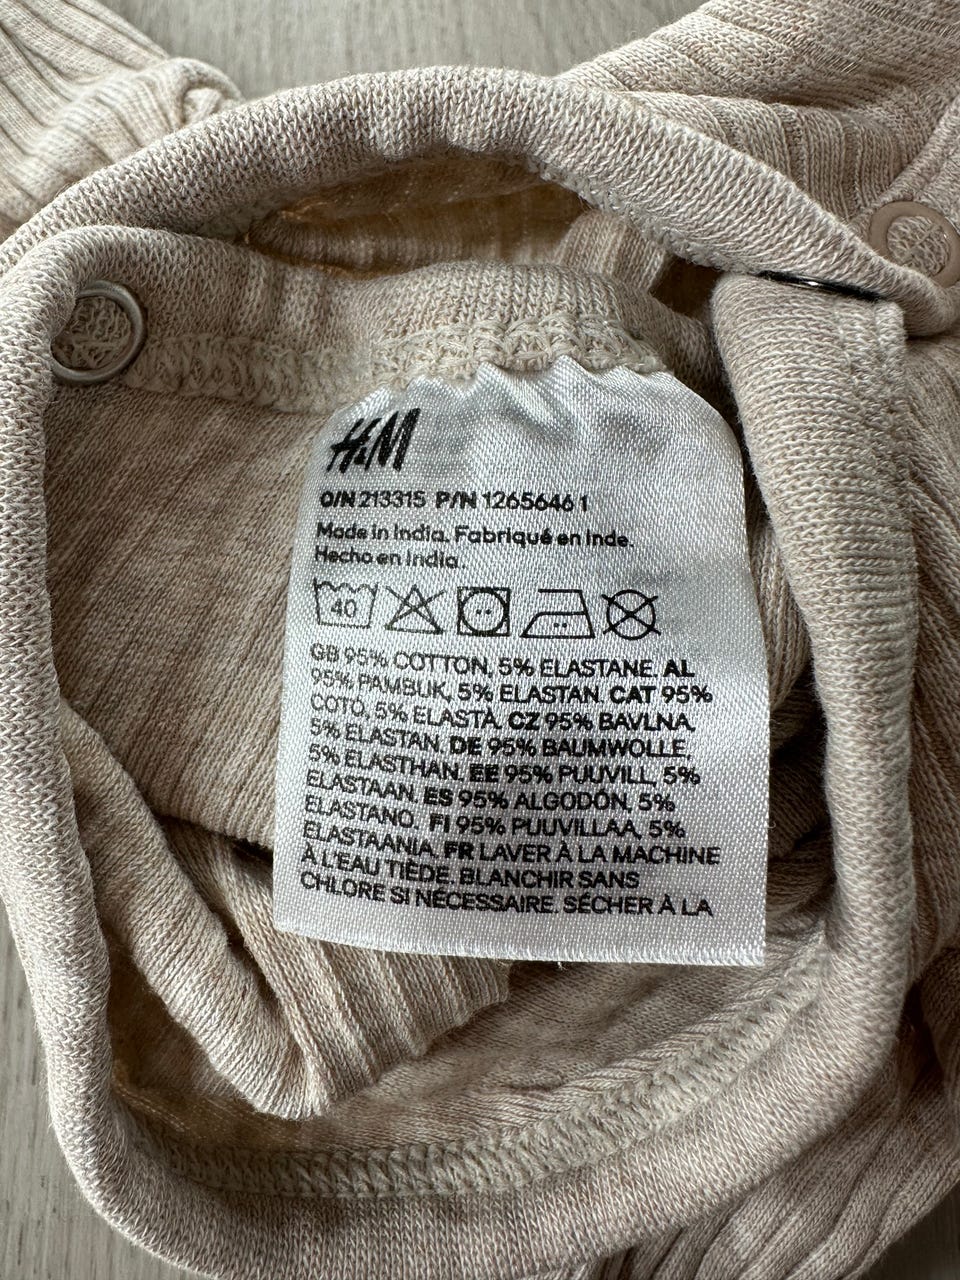 H&M
O/N 213315 P/N 12656461
Made in India. Fabriqué en Inde.
Hecho en India.
40
GB 95% COTTON, 5% ELASTANE. AL
95% PAMBUK, 5% ELASTAN. CAT 95%
COTÓ, 5% ELASTÀ. CZ 95% BAVLNA,
5% ELASTAN. DE 95% BAUMWOLLE,
5% ELASTHAN. EE 95% PUUVILL, 5%
ELASTAAN. ES 95% ALGODÓN, 5%
ELASTANO. FI 95% PUUVILLAA, 5%
ELASTAANIA. FR LAVER À LA MACHINE
À L'EAU TIÈDE. BLANCHIR SANS
CHLORE SI NÉCESSAIRE. SÉCHER À LA